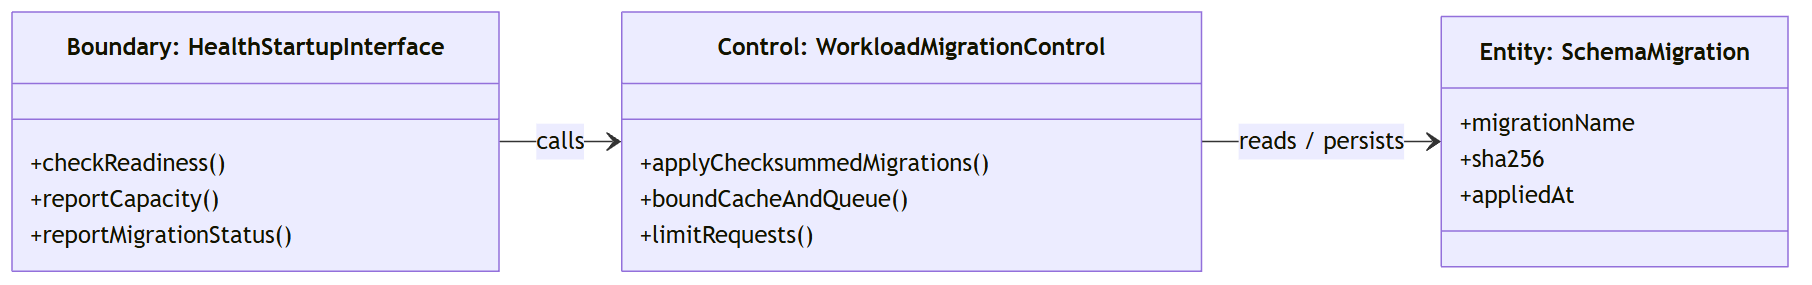 Boundary: HealthStartupInterface
+checkReadiness()
+reportCapacity()
+reportMigrationStatus()
calls
Control: WorkloadMigrationControl
+applyChecksummedMigrations()
+boundCacheAndQueue()
+limitRequests()
reads / persists
Entity: SchemaMigration
+migrationName
+sha256
+appliedAt